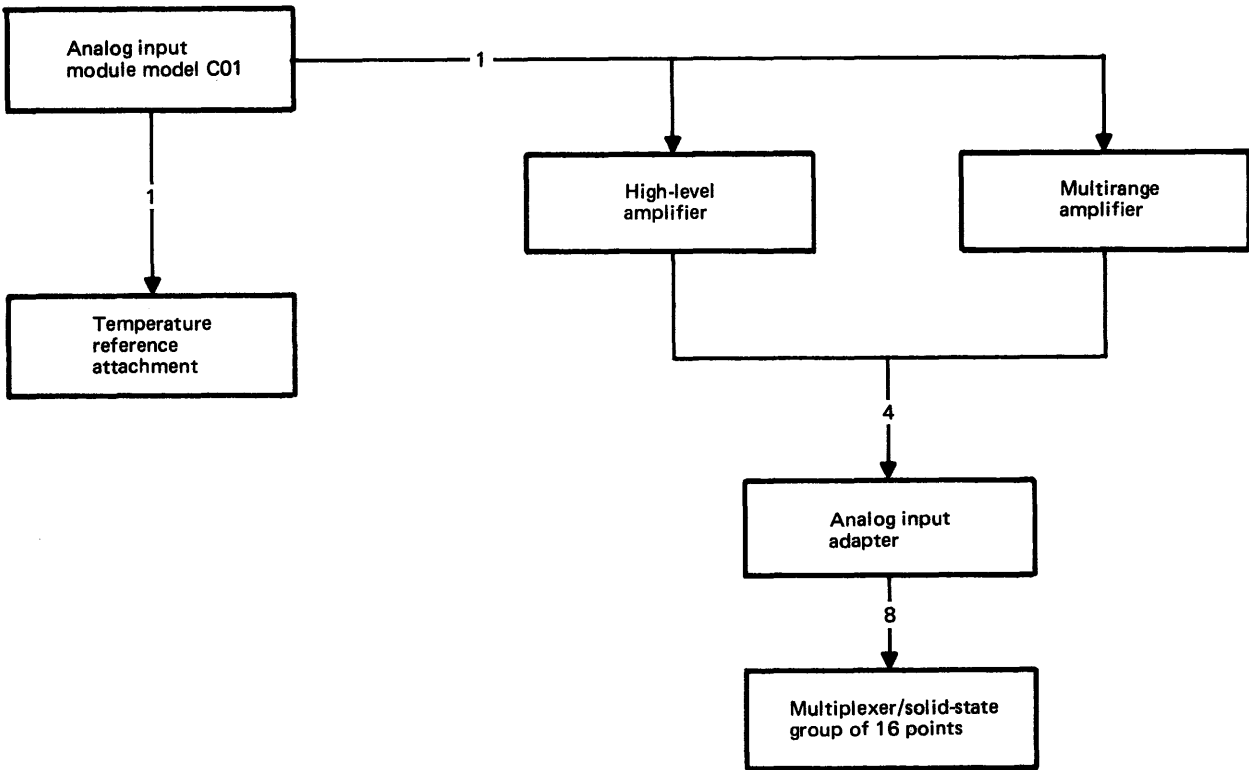 Analog input
module model C01
1
1
High-level
amplifier
Multirange
amplifier
Temperature
reference
attachment
4
Analog input
adapter
8
Multiplexer/solid-state
group of 16 points